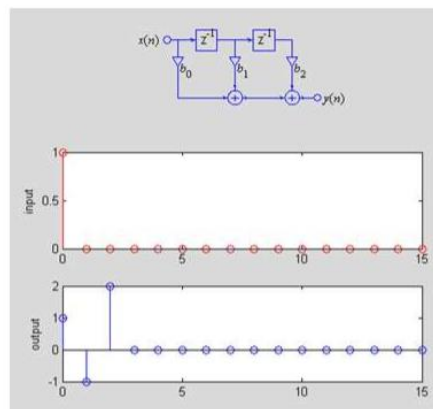 x(n) z⁻¹ z⁻¹
b₀ b₁ b₂
+ + y(n)
1
0.5
0
input
0 5 10 15
2
1
0
-1
output
0 5 10 15